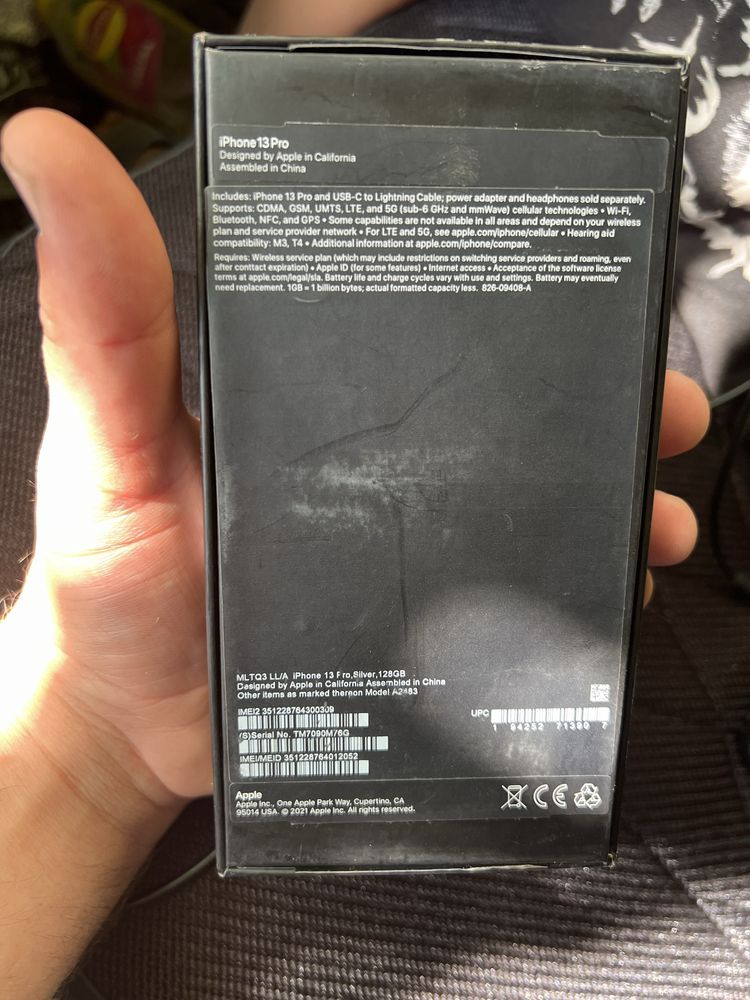 iPhone 13 Pro
Designed by Apple in California
Assembled in China
Includes: iPhone 13 Pro and USB-C to Lightning Cable; power adapter and headphones sold separately.
Supports: CDMA, GSM, UMTS, LTE, and 5G (sub-6 GHz and mmWave) cellular technologies • Wi-Fi,
Bluetooth, NFC, and GPS • Some capabilities are not available in all areas and depend on your wireless
plan and service provider network • For LTE and 5G, see apple.com/iphone/cellular • Hearing aid
compatibility: M3, T4 • Additional information at apple.com/iphone/compare.
Requires: Wireless service plan (which may include restrictions on switching service providers and roaming, even
after contract expiration) • Apple ID (for some features) • Internet access • Acceptance of the software license
terms at apple.com/legal/sla. Battery life and charge cycles vary with use and settings. Battery may eventually
need replacement. 1GB = 1 billion bytes; actual formatted capacity less. 826-09408-A
MLTQ3 LL/A iPhone 13 Pro,Silver,128GB
Designed by Apple in California Assembled in China
Other items as marked thereon Model A2483
IMEI2 351228764300309
UPC
1 94252 71390 7
(S)Serial No. TM7090M76G
IMEI/MEID 351228764012052
Apple
Apple Inc., One Apple Park Way, Cupertino, CA
95014 USA. © 2021 Apple Inc. All rights reserved.
CE